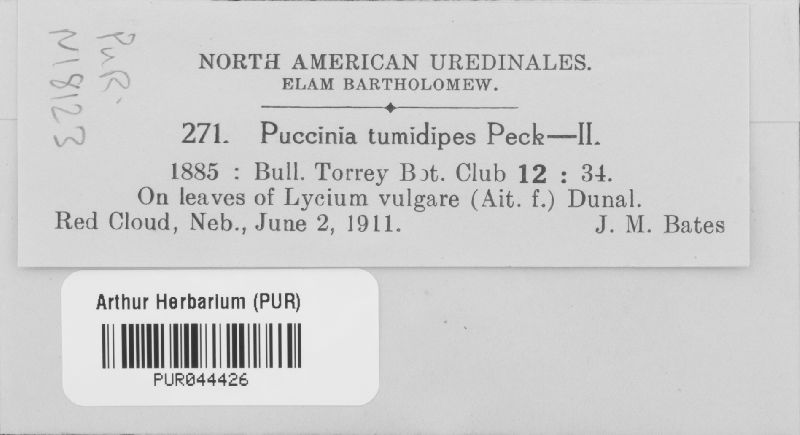 PUR.
N18123
NORTH AMERICAN UREDINALES.
ELAM BARTHOLOMEW.
271. Puccinia tumidipes Peck—II.
1885 : Bull. Torrey Bot. Club 12 : 34.
On leaves of Lycium vulgare (Ait. f.) Dunal.
Red Cloud, Neb., June 2, 1911. J. M. Bates
Arthur Herbarium (PUR)
PUR044426